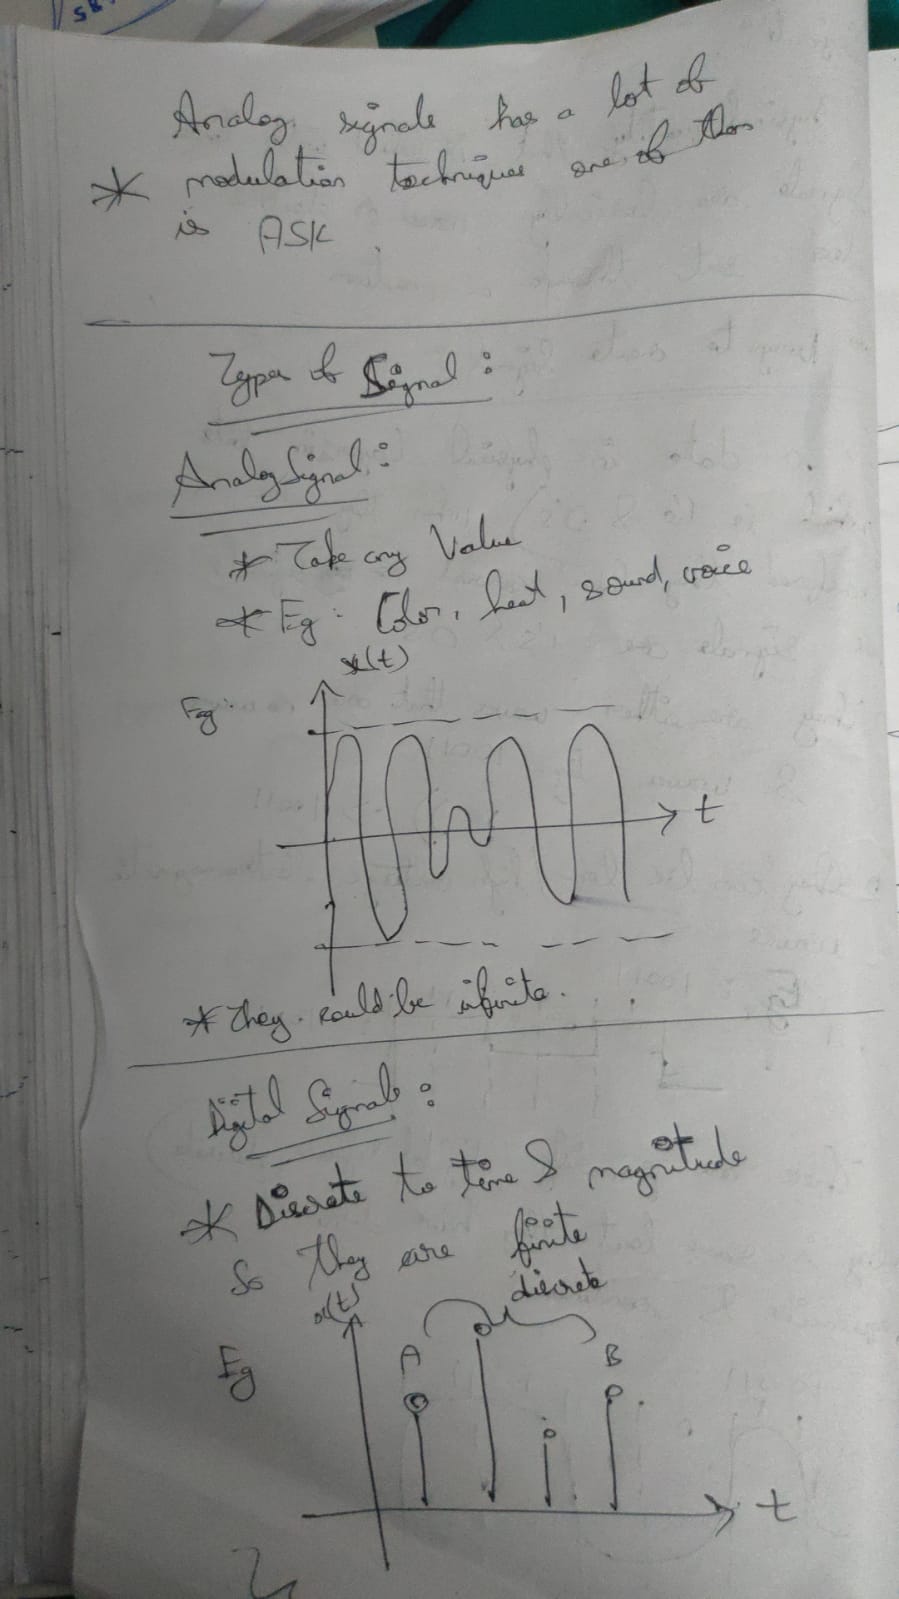 Analog signals has a lot of
* modulation techniques one of them
is ASK
Types of Signal:
Analog Signal:
* Take any Value
* Eg: Color, heat, sound, voice
x(t)
Eg:
t
* They could be infinite.
Digital Signals:
* Discrete to time & magnitude
So They are finite
discrete
x(t)
A
B
Eg
t